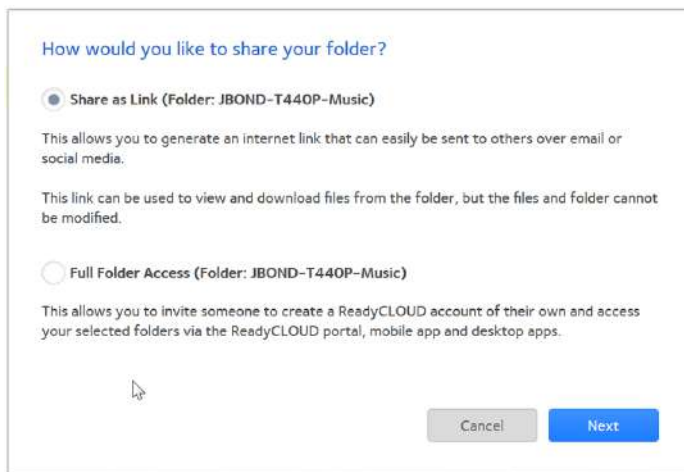 How would you like to share your folder?
Share as Link (Folder: JBOND-T440P-Music)
This allows you to generate an internet link that can easily be sent to others over email or
social media.
This link can be used to view and download files from the folder, but the files and folder cannot
be modified.
Full Folder Access (Folder: JBOND-T440P-Music)
This allows you to invite someone to create a ReadyCLOUD account of their own and access
your selected folders via the ReadyCLOUD portal, mobile app and desktop apps.
Cancel
Next